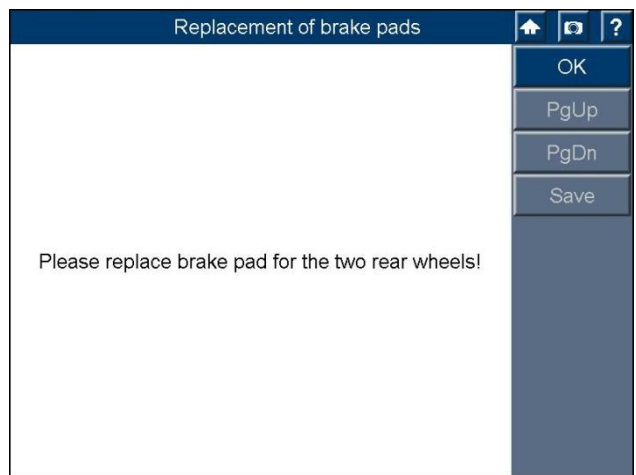 Replacement of brake pads
?
OK
PgUp
PgDn
Save
Please replace brake pad for the two rear wheels!